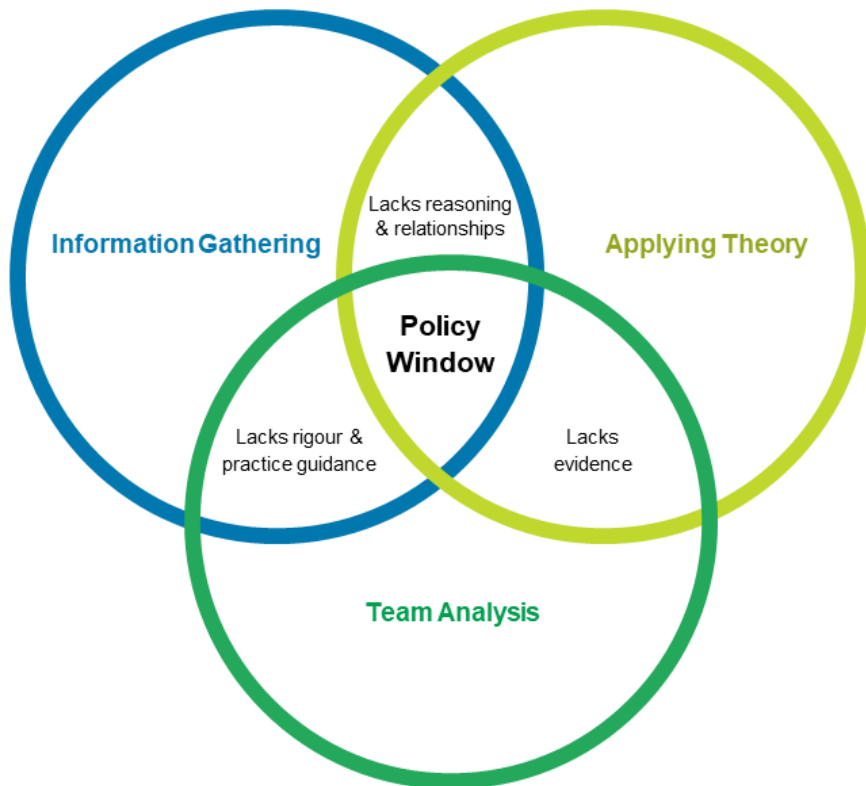 Lacks reasoning
& relationships
Information Gathering
Applying Theory
Policy
Window
Lacks rigour &
practice guidance
Lacks
evidence
Team Analysis